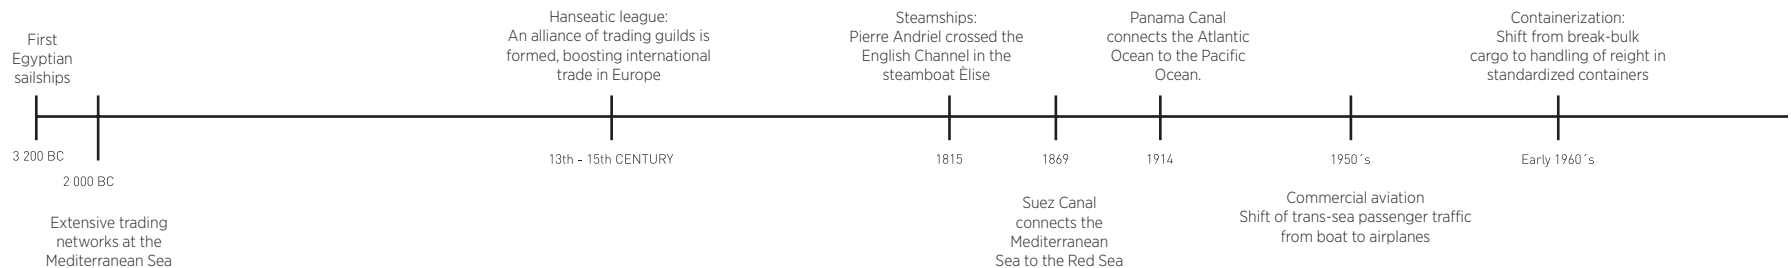 First
Egyptian
sailships
3 200 BC
2 000 BC
Extensive trading
networks at the
Mediterranean Sea
Hanseatic league:
An alliance of trading guilds is
formed, boosting international
trade in Europe
13th - 15th CENTURY
Steamships:
Pierre Andriel crossed the
English Channel in the
steamboat Èlise
1815
1869
Suez Canal
connects the
Mediterranean
Sea to the Red Sea
Panama Canal
connects the Atlantic
Ocean to the Pacific
Ocean.
1914
1950´s
Commercial aviation
Shift of trans-sea passenger traffic
from boat to airplanes
Containerization:
Shift from break-bulk
cargo to handling of reight in
standardized containers
Early 1960´s